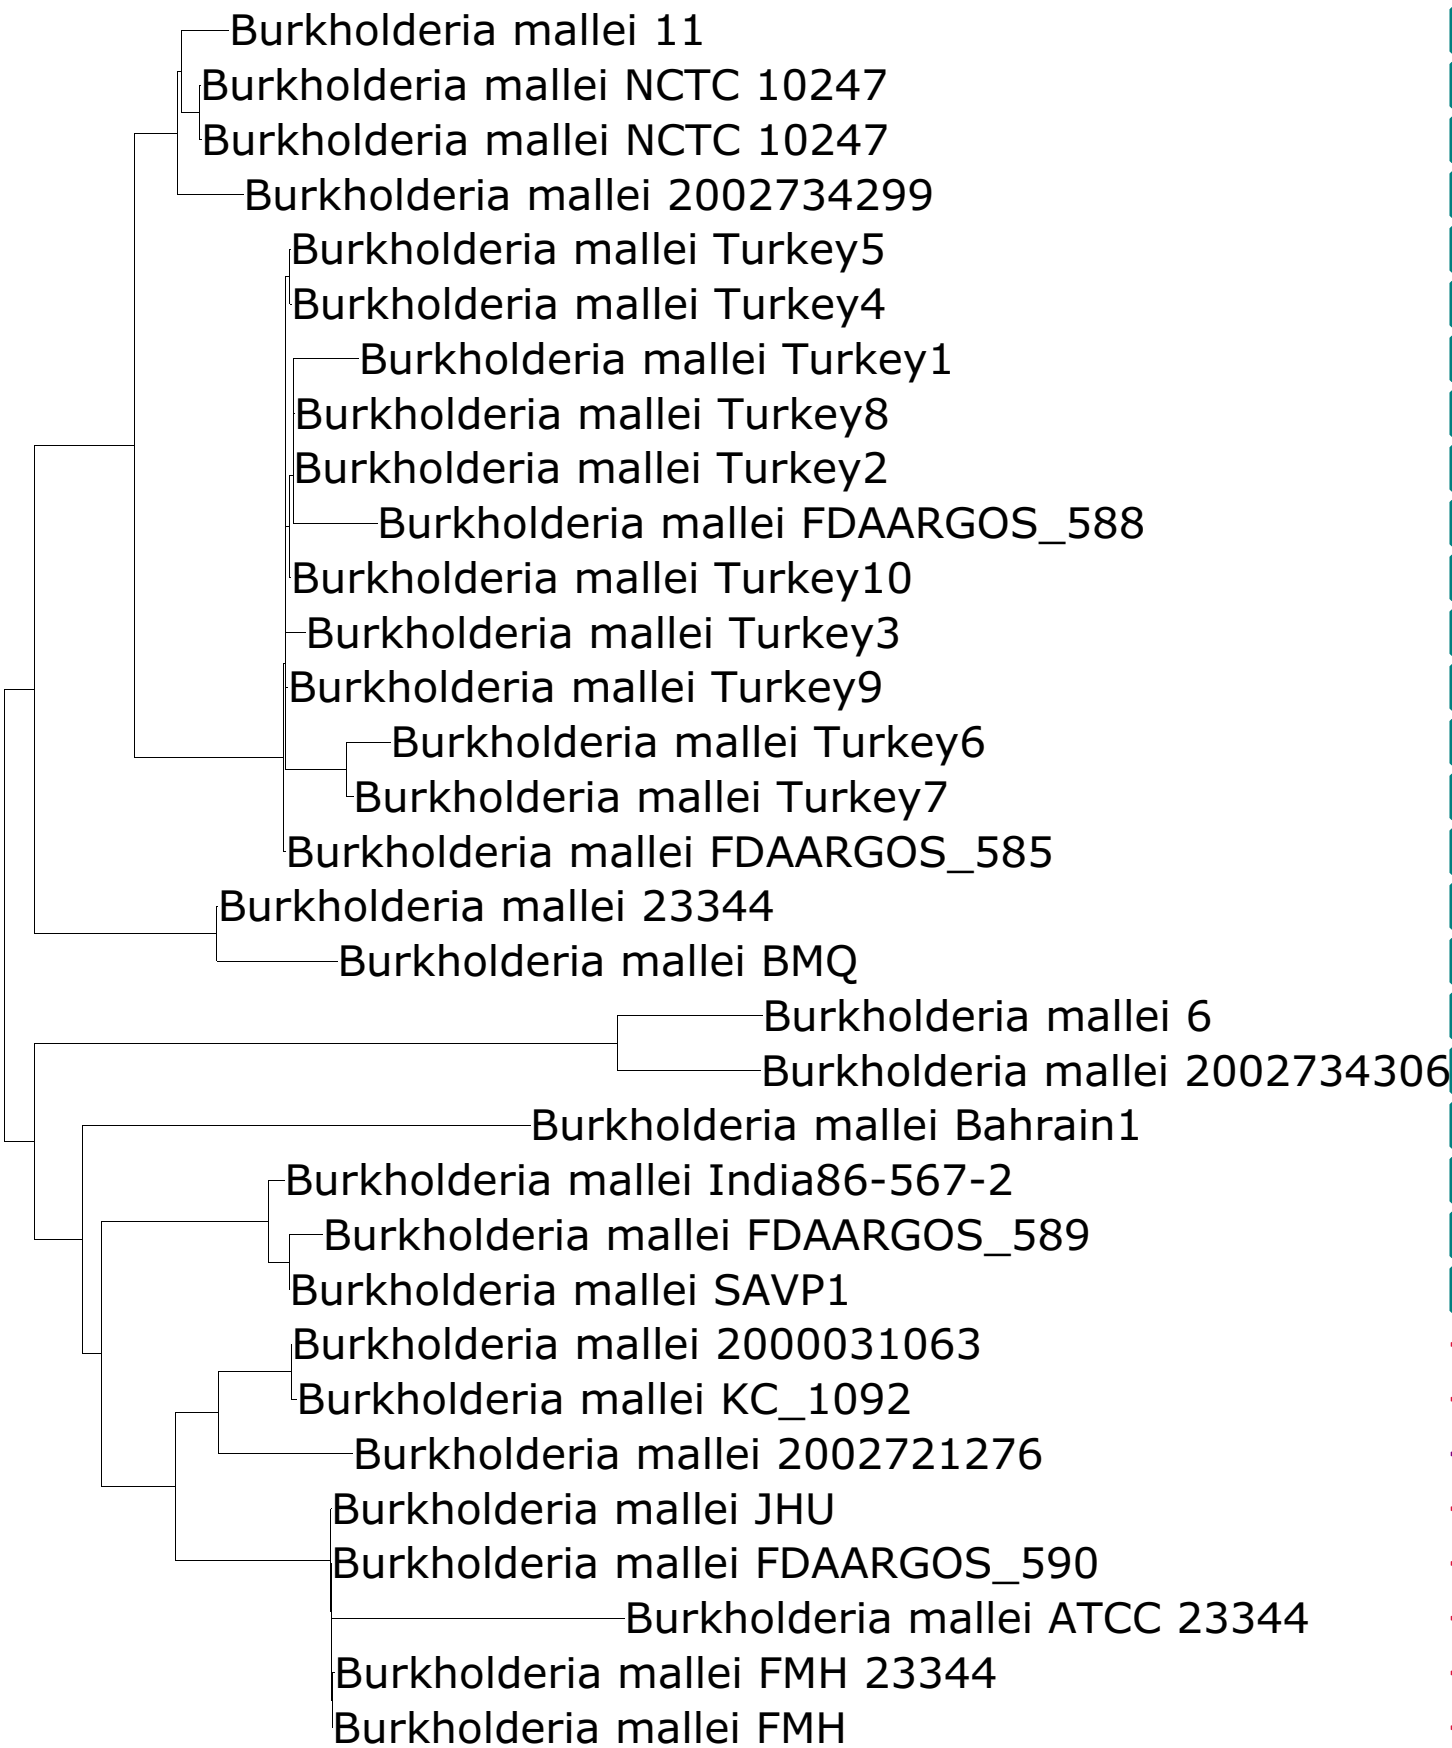 Burkholderia mallei 11
Burkholderia mallei NCTC 10247
Burkholderia mallei NCTC 10247
Burkholderia mallei 2002734299
Burkholderia mallei Turkey5
Burkholderia mallei Turkey4
Burkholderia mallei Turkey1
Burkholderia mallei Turkey8
Burkholderia mallei Turkey2
Burkholderia mallei FDAARGOS_588
Burkholderia mallei Turkey10
Burkholderia mallei Turkey3
Burkholderia mallei Turkey9
Burkholderia mallei Turkey6
Burkholderia mallei Turkey7
Burkholderia mallei FDAARGOS_585
Burkholderia mallei 23344
Burkholderia mallei BMQ
Burkholderia mallei 6
Burkholderia mallei 2002734306
Burkholderia mallei Bahrain1
Burkholderia mallei India86-567-2
Burkholderia mallei FDAARGOS_589
Burkholderia mallei SAVP1
Burkholderia mallei 2000031063
Burkholderia mallei KC_1092
Burkholderia mallei 2002721276
Burkholderia mallei JHU
Burkholderia mallei FDAARGOS_590
Burkholderia mallei ATCC 23344
Burkholderia mallei FMH 23344
Burkholderia mallei FMH